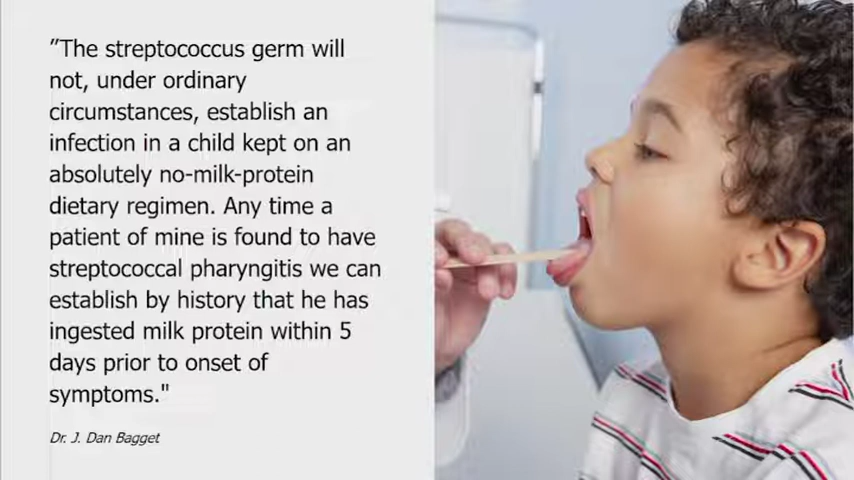 ”The streptococcus germ will
not, under ordinary
circumstances, establish an
infection in a child kept on an
absolutely no-milk-protein
dietary regimen. Any time a
patient of mine is found to have
streptococcal pharyngitis we can
establish by history that he has
ingested milk protein within 5
days prior to onset of
symptoms."
Dr. J. Dan Bagget